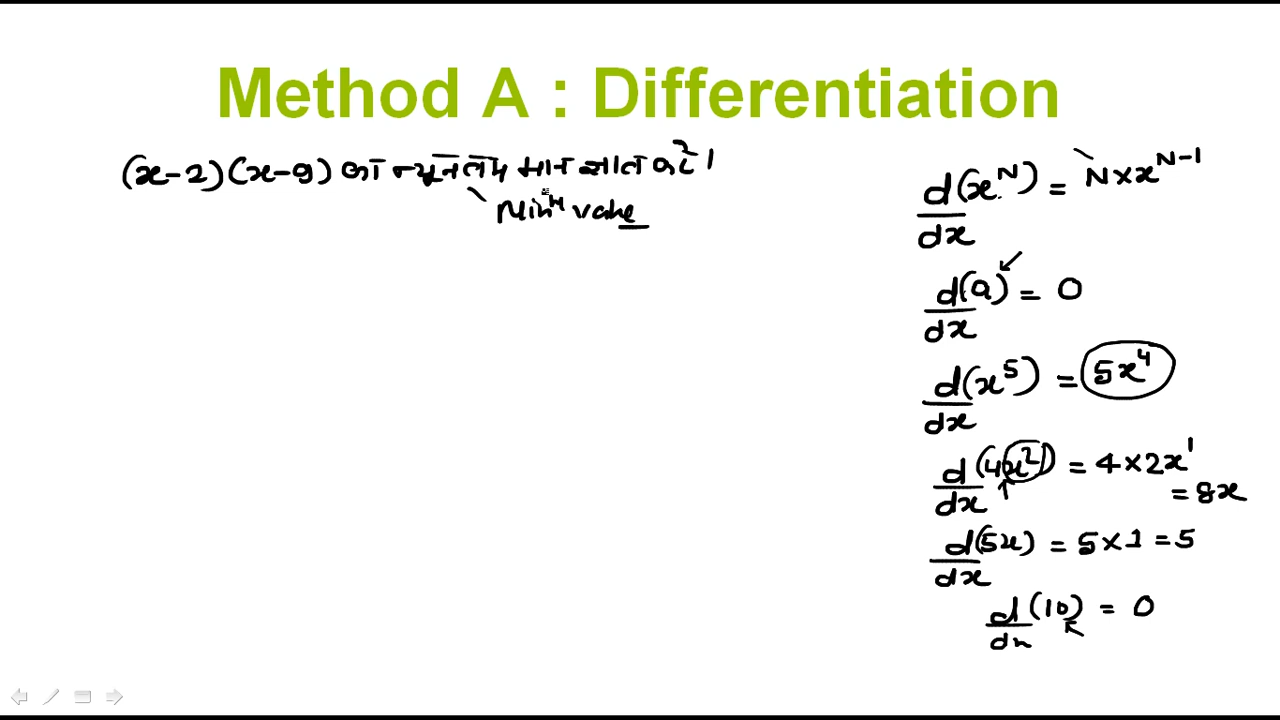 Method A : Differentiation
(x-2)(x-9) का न्यूनतम मान ज्ञात करें।
Min^m value
d/dx (x^N) = N×x^(N-1)
d/dx (a) = 0
d/dx (x^5) = 5x^4
d/dx (4x^2) = 4×2x^1
= 8x
d/dx (5x) = 5×1 = 5
d/dx (10) = 0